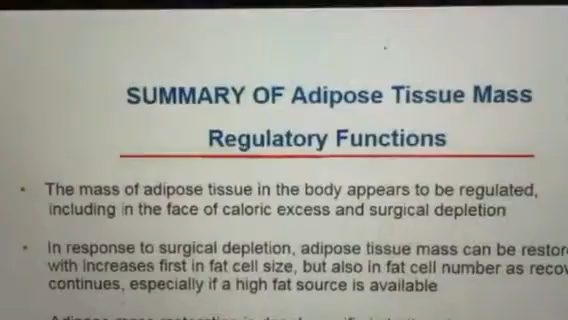 SUMMARY OF Adipose Tissue Mass
Regulatory Functions
• The mass of adipose tissue in the body appears to be regulated,
including in the face of caloric excess and surgical depletion
• In response to surgical depletion, adipose tissue mass can be restor
with increases first in fat cell size, but also in fat cell number as recov
continues, especially if a high fat source is available